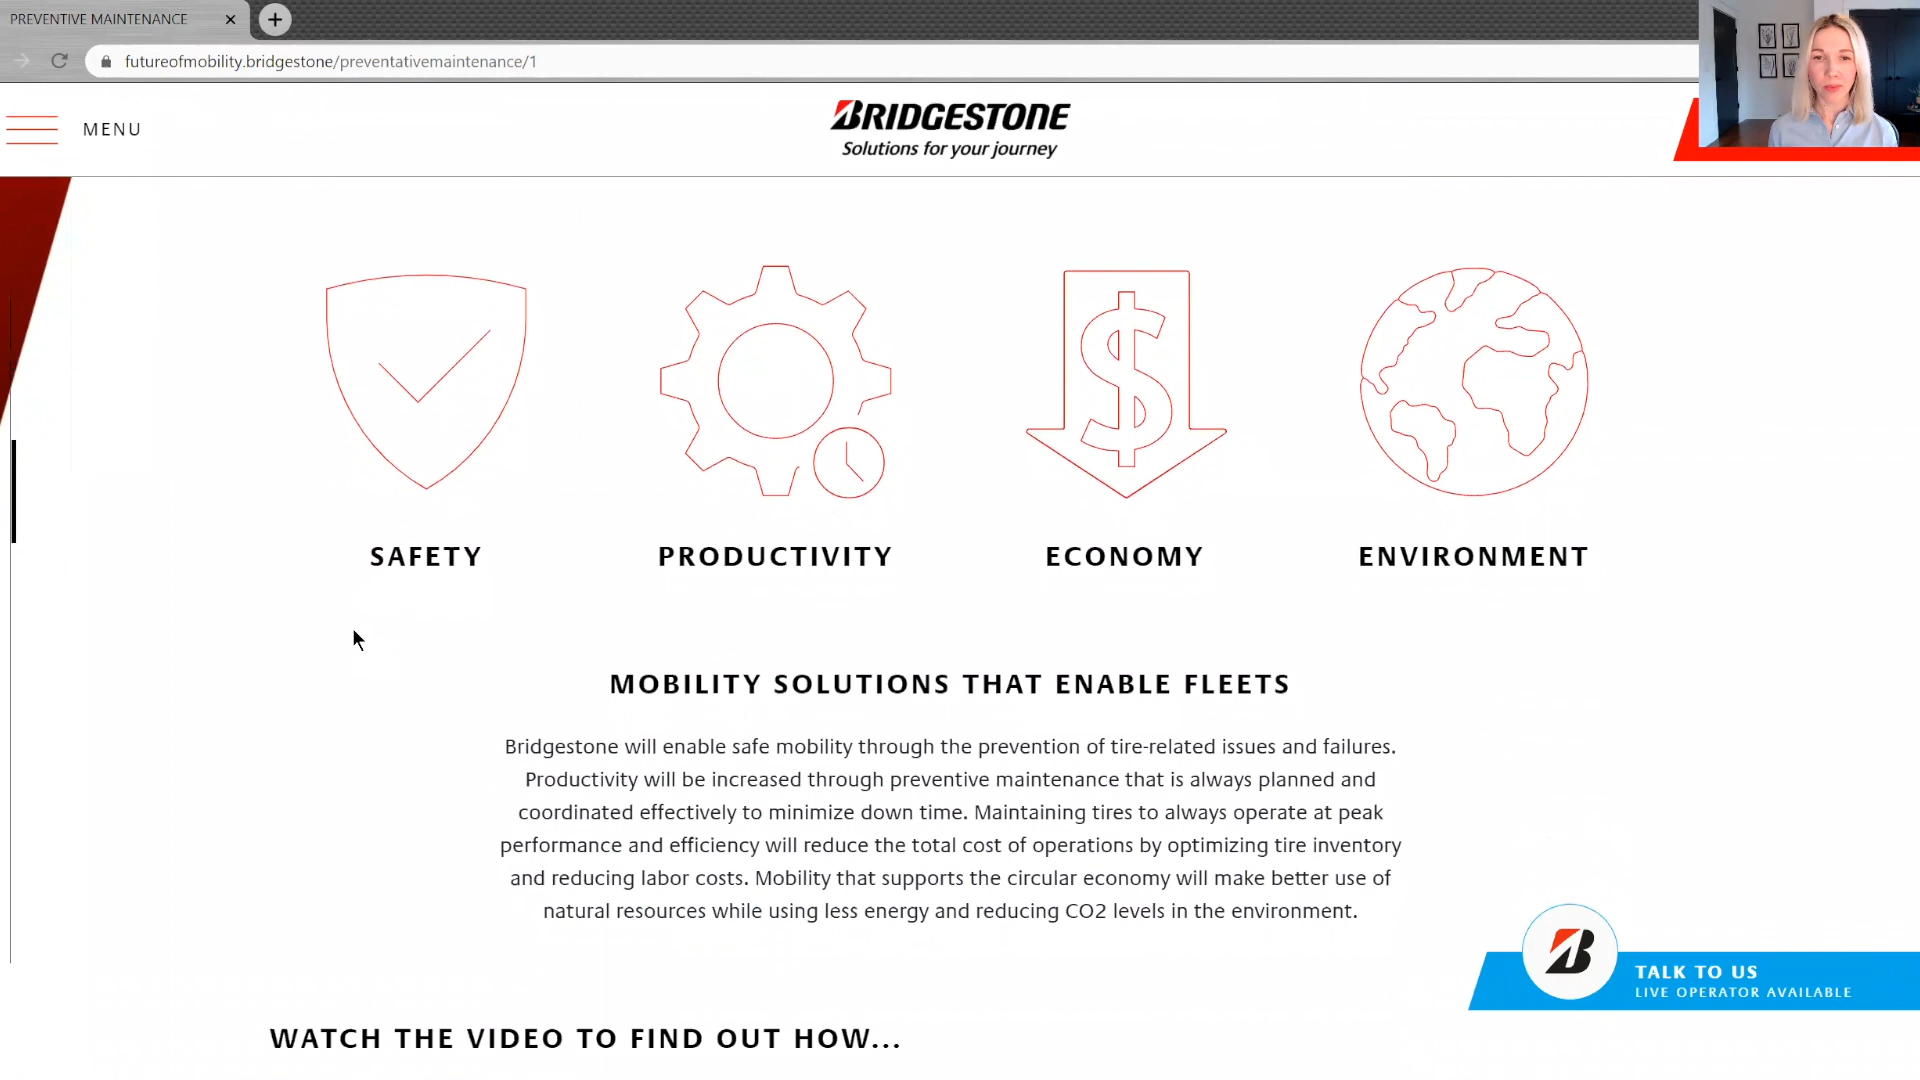 PREVENTIVE MAINTENANCE
futureofmobility.bridgestone/preventativemaintenance/1
MENU
BRIDGESTONE
Solutions for your journey
SAFETY
PRODUCTIVITY
ECONOMY
ENVIRONMENT
MOBILITY SOLUTIONS THAT ENABLE FLEETS
Bridgestone will enable safe mobility through the prevention of tire-related issues and failures.
Productivity will be increased through preventive maintenance that is always planned and
coordinated effectively to minimize down time. Maintaining tires to always operate at peak
performance and efficiency will reduce the total cost of operations by optimizing tire inventory
and reducing labor costs. Mobility that supports the circular economy will make better use of
natural resources while using less energy and reducing CO2 levels in the environment.
B
TALK TO US
LIVE OPERATOR AVAILABLE
WATCH THE VIDEO TO FIND OUT HOW...